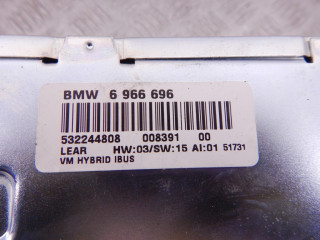 BMW 6 966 696
532244808 008391 00
LEAR HW:03/SW:15 AI:01 51731
VM HYBRID IBUS